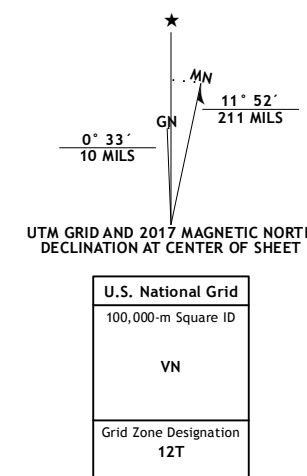 ★
MN
GN
11° 52´
211 MILS
0° 33´
10 MILS
UTM GRID AND 2017 MAGNETIC NORTH
DECLINATION AT CENTER OF SHEET
U.S. National Grid
100,000-m Square ID
VN
Grid Zone Designation
12T